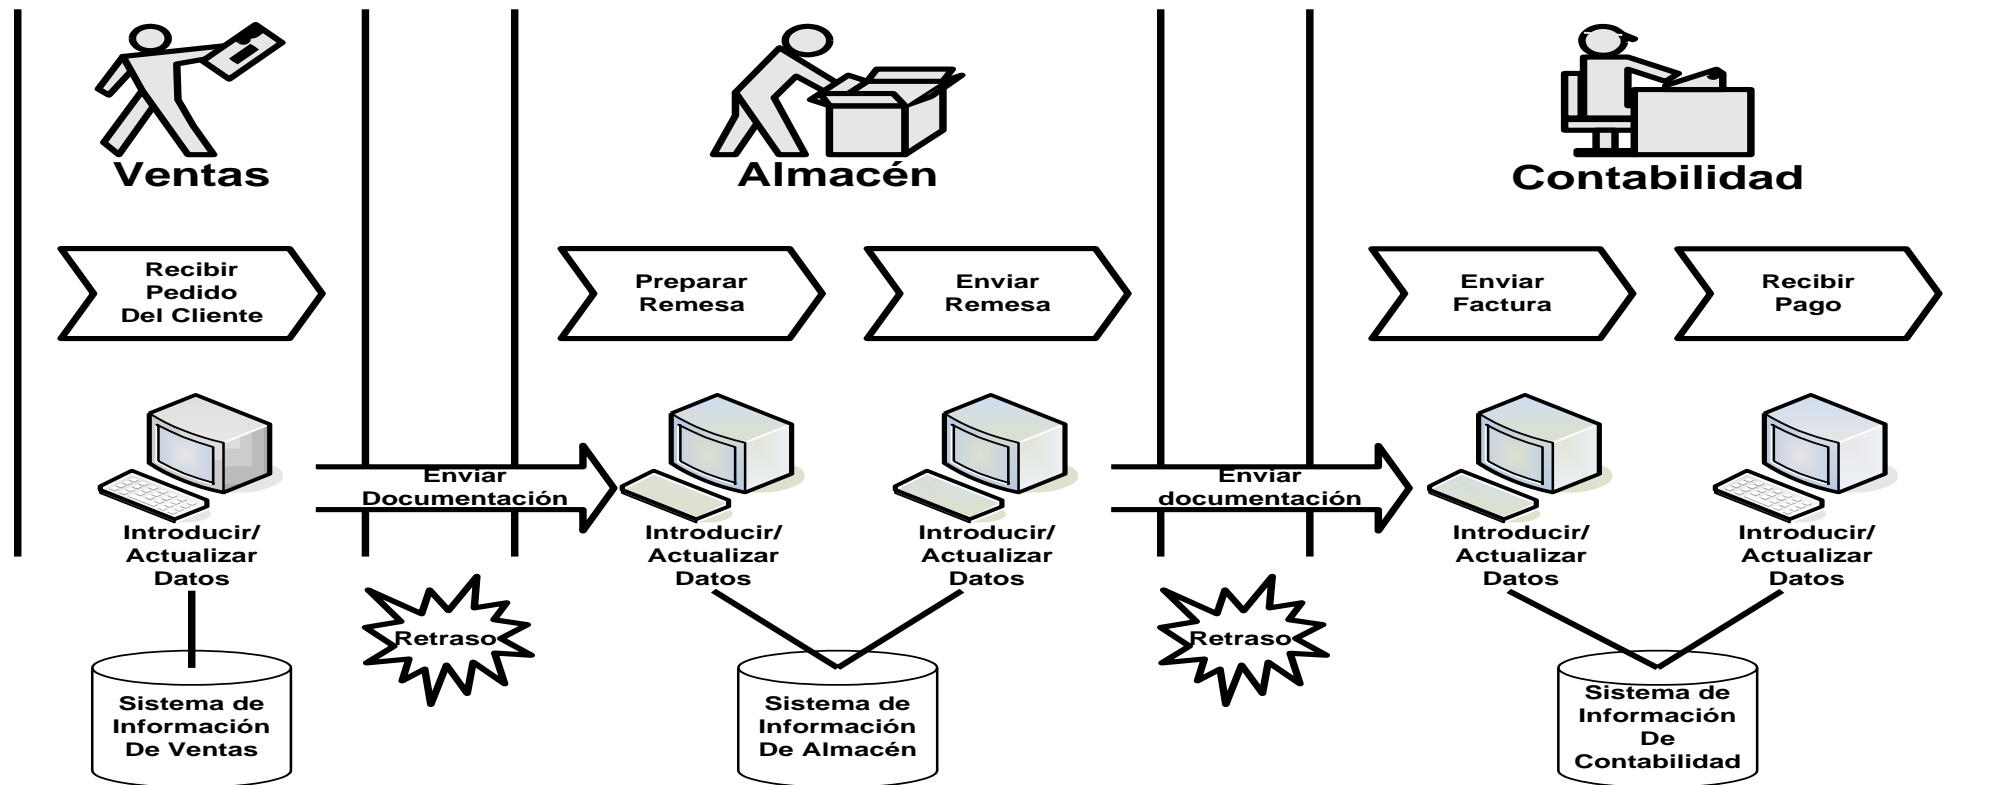 Ventas
Almacén
Contabilidad
Recibir
Pedido
Del Cliente
Preparar
Remesa
Enviar
Remesa
Enviar
Factura
Recibir
Pago
Enviar
Documentación
Enviar
documentación
Introducir/
Actualizar
Datos
Introducir/
Actualizar
Datos
Introducir/
Actualizar
Datos
Introducir/
Actualizar
Datos
Introducir/
Actualizar
Datos
Retraso
Retraso
Sistema de
Información
De Ventas
Sistema de
Información
De Almacén
Sistema de
Información
De
Contabilidad